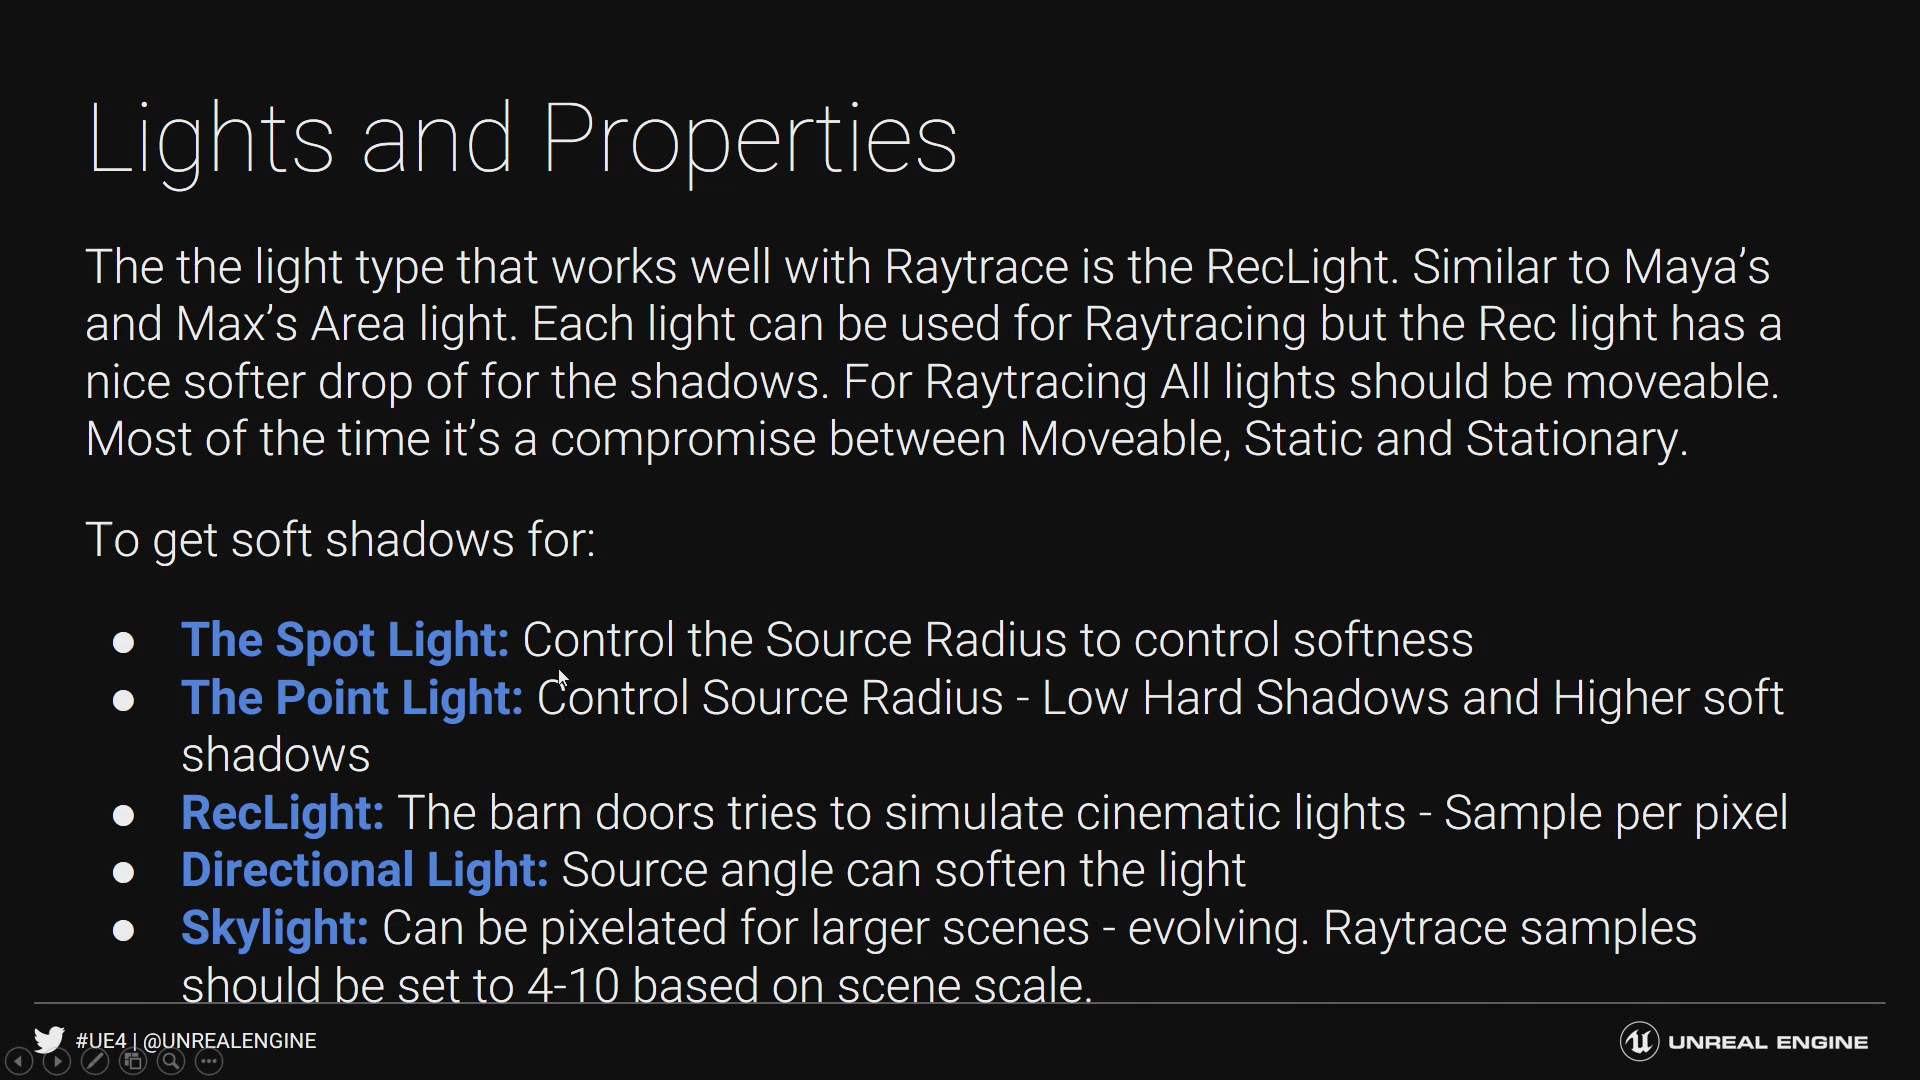 Lights and Properties
The the light type that works well with Raytrace is the RecLight. Similar to Maya’s
and Max’s Area light. Each light can be used for Raytracing but the Rec light has a
nice softer drop of for the shadows. For Raytracing All lights should be moveable.
Most of the time it’s a compromise between Moveable, Static and Stationary.
To get soft shadows for:
● The Spot Light: Control the Source Radius to control softness
● The Point Light: Control Source Radius - Low Hard Shadows and Higher soft
shadows
● RecLight: The barn doors tries to simulate cinematic lights - Sample per pixel
● Directional Light: Source angle can soften the light
● Skylight: Can be pixelated for larger scenes - evolving. Raytrace samples
should be set to 4-10 based on scene scale.
#UE4 | @UNREALENGINE
UNREAL ENGINE